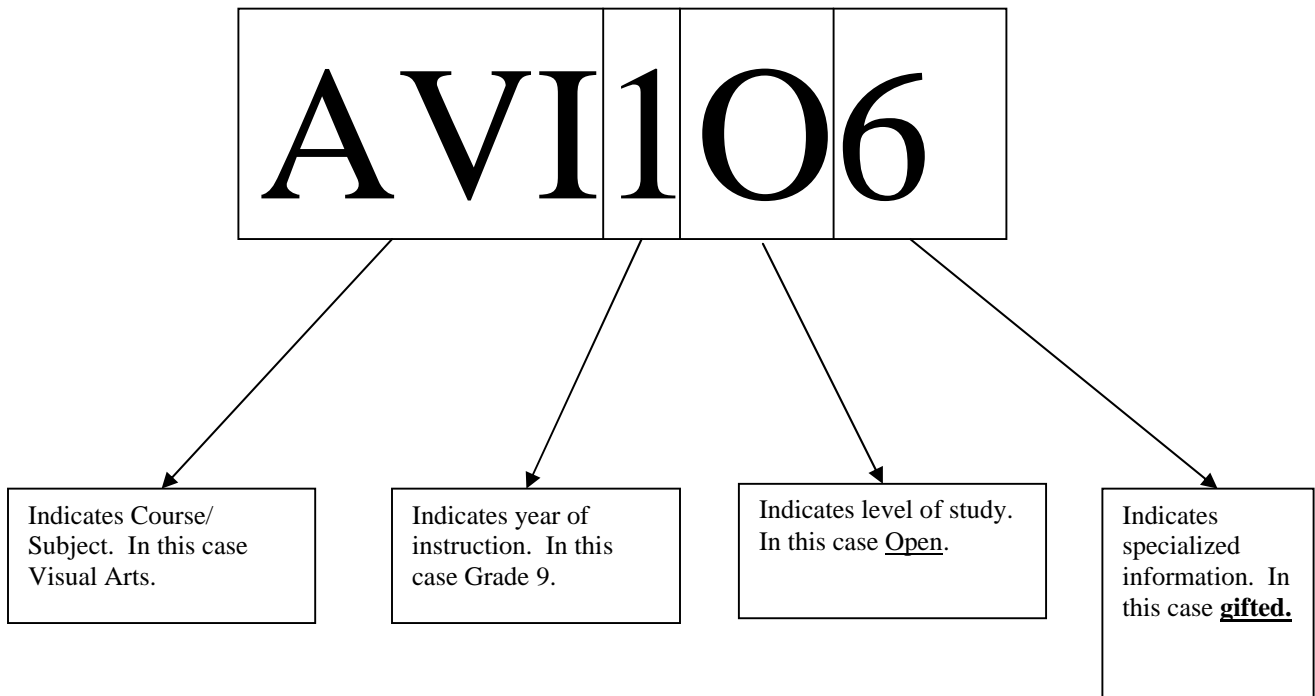 AVI1O6
Indicates Course/
Subject. In this case
Visual Arts.
Indicates year of
instruction. In this
case Grade 9.
Indicates level of study.
In this case Open.
Indicates
specialized
information. In
this case gifted.